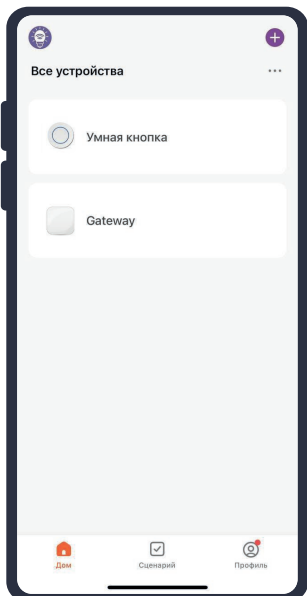 Все устройства
Умная кнопка
Gateway
Дом
Сценарий
Профиль